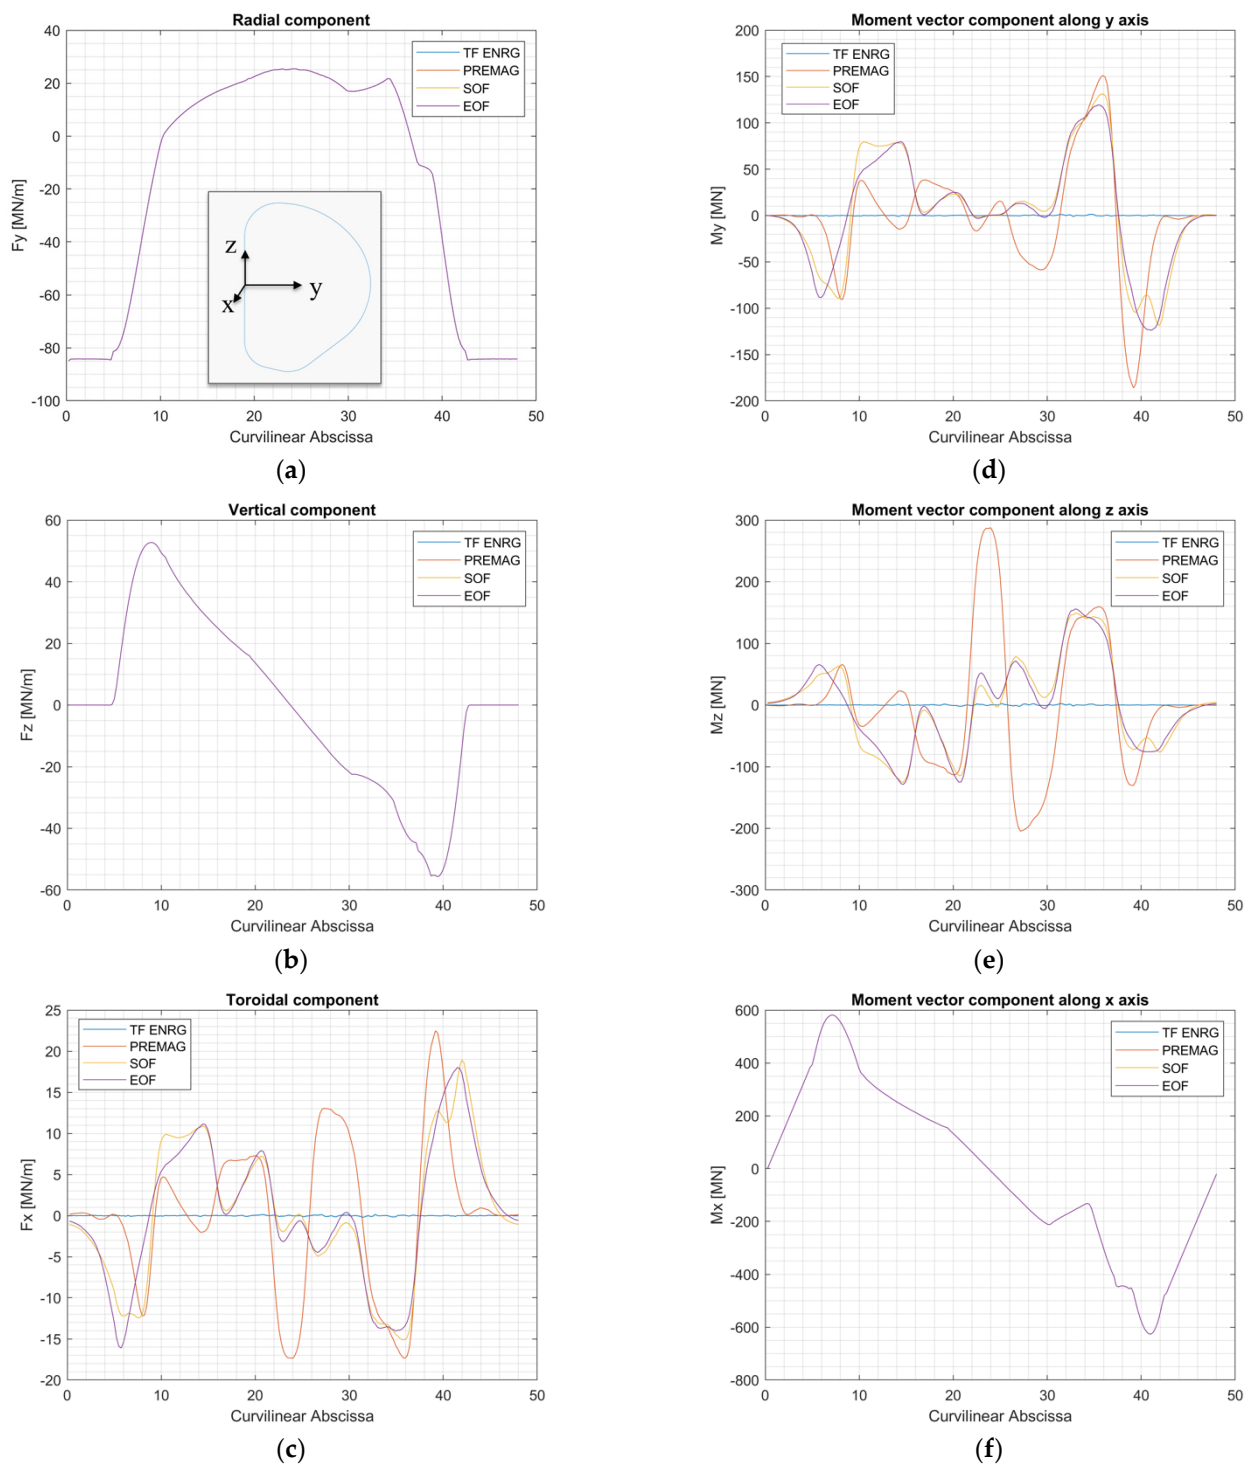 Radial component
40
20
0
-20
-40
-60
-80
-100
Fy [MN/m]
TF ENRG
PREMAG
SOF
EOF
z
y
x
0 10 20 30 40 50
Curvilinear Abscissa
(a)
Moment vector component along y axis
200
150
100
50
0
-50
-100
-150
-200
My [MN]
TF ENRG
PREMAG
SOF
EOF
0 10 20 30 40 50
Curvilinear Abscissa
(d)
Vertical component
60
40
20
0
-20
-40
-60
Fz [MN/m]
TF ENRG
PREMAG
SOF
EOF
0 10 20 30 40 50
Curvilinear Abscissa
(b)
Moment vector component along z axis
300
200
100
0
-100
-200
-300
Mz [MN]
TF ENRG
PREMAG
SOF
EOF
0 10 20 30 40 50
Curvilinear Abscissa
(e)
Toroidal component
25
20
15
10
5
0
-5
-10
-15
-20
Fx [MN/m]
TF ENRG
PREMAG
SOF
EOF
0 10 20 30 40 50
Curvilinear Abscissa
(c)
Moment vector component along x axis
600
400
200
0
-200
-400
-600
-800
Mx [MN]
TF ENRG
PREMAG
SOF
EOF
0 10 20 30 40 50
Curvilinear Abscissa
(f)